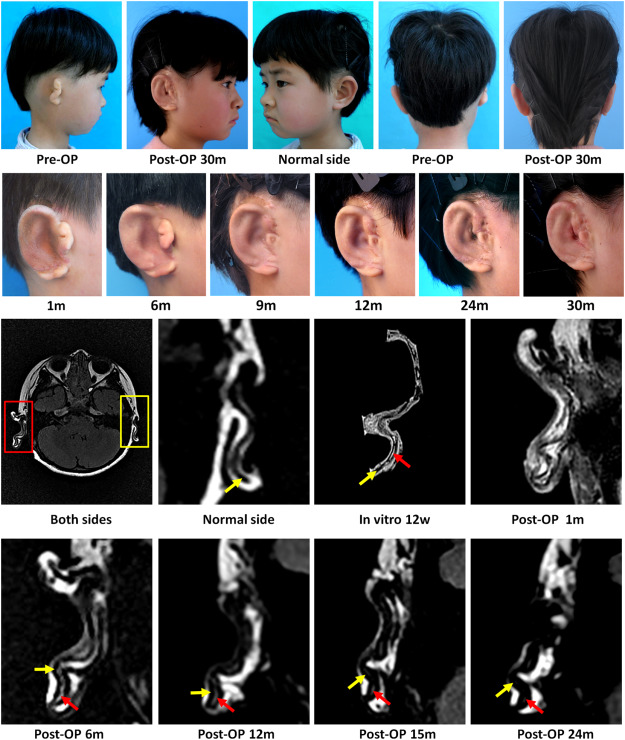 Pre-OP Post-OP 30m Normal side Pre-OP Post-OP 30m
1m 6m 9m 12m 24m 30m
Both sides Normal side In vitro 12w Post-OP 1m
Post-OP 6m Post-OP 12m Post-OP 15m Post-OP 24m